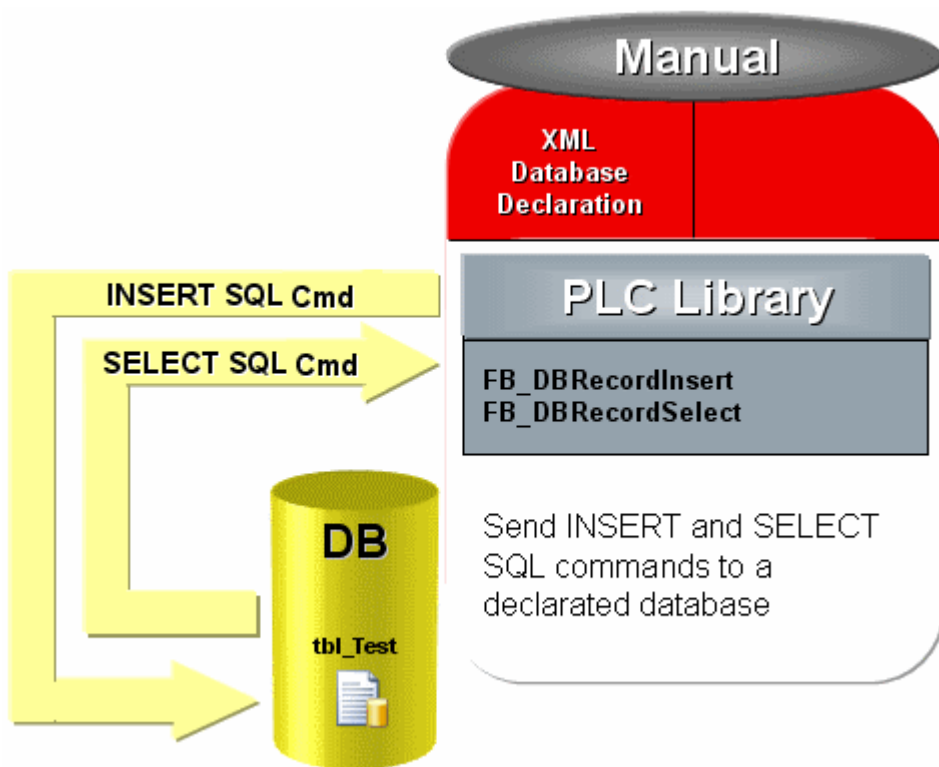 Manual
XML
Database
Declaration
INSERT SQL Cmd
SELECT SQL Cmd
PLC Library
FB_DBRecordInsert
FB_DBRecordSelect
DB
tbl_Test
Send INSERT and SELECT
SQL commands to a
declarated database